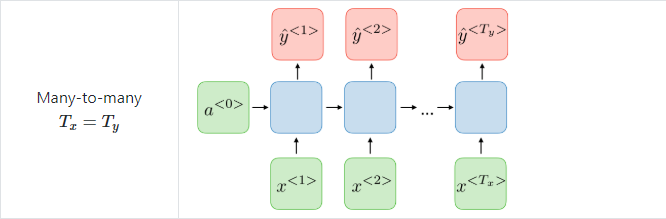 Many-to-many
T_x = T_y
ŷ^{<1>} ŷ^{<2>} ŷ^{<T_y>}
a^{<0>} ...
x^{<1>} x^{<2>} x^{<T_x>}